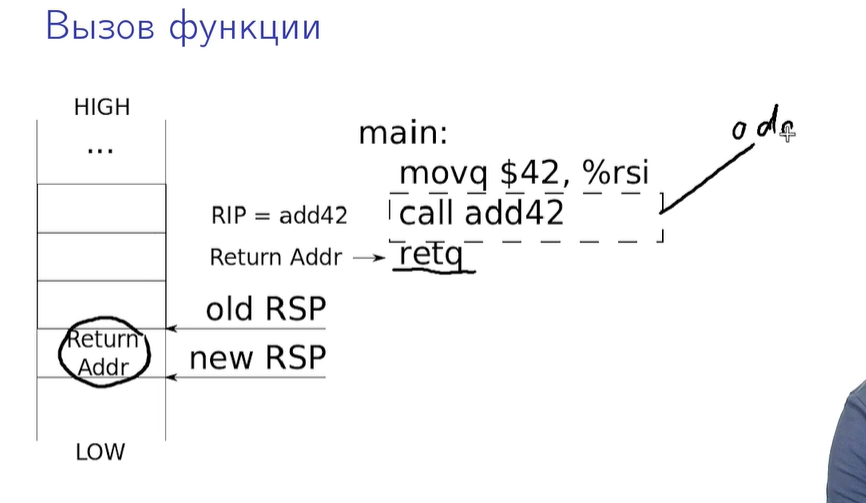 Вызов функции
HIGH
...
main:
movq $42, %rsi
RIP = add42
call add42
Return Addr
retq
old RSP
Return
Addr
new RSP
LOW